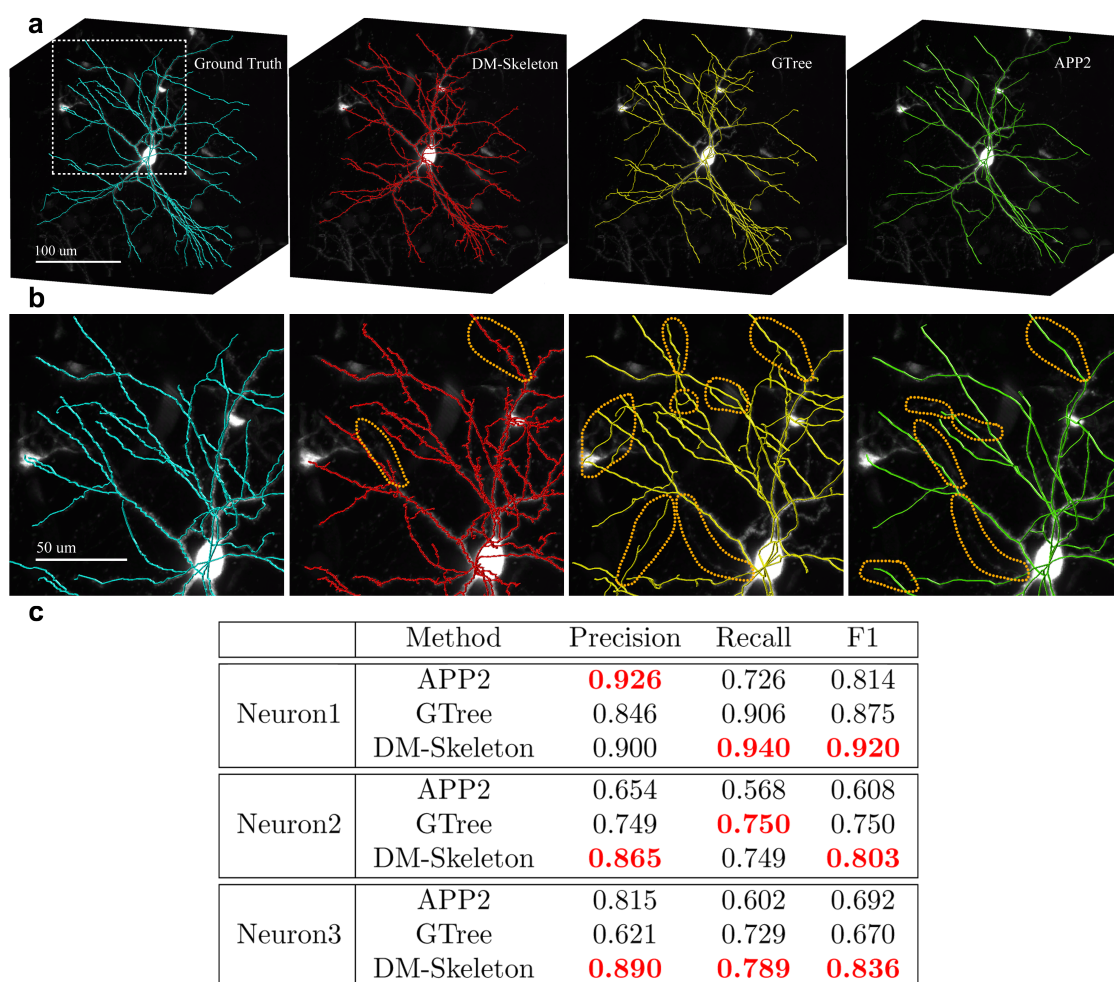 a
Ground Truth
DM-Skeleton
GTree
APP2
100 um
b
50 um
c
Method Precision Recall F1
Neuron1
APP2 0.926 0.726 0.814
GTree 0.846 0.906 0.875
DM-Skeleton 0.900 0.940 0.920
Neuron2
APP2 0.654 0.568 0.608
GTree 0.749 0.750 0.750
DM-Skeleton 0.865 0.749 0.803
Neuron3
APP2 0.815 0.602 0.692
GTree 0.621 0.729 0.670
DM-Skeleton 0.890 0.789 0.836